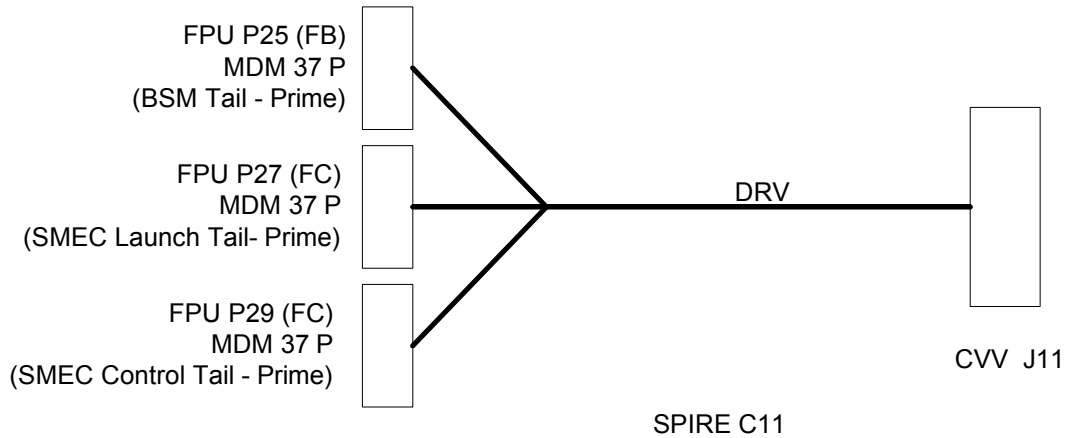 FPU P25 (FB)
MDM 37 P
(BSM Tail - Prime)
FPU P27 (FC)
MDM 37 P
(SMEC Launch Tail- Prime)
DRV
FPU P29 (FC)
MDM 37 P
(SMEC Control Tail - Prime)
CVV J11
SPIRE C11